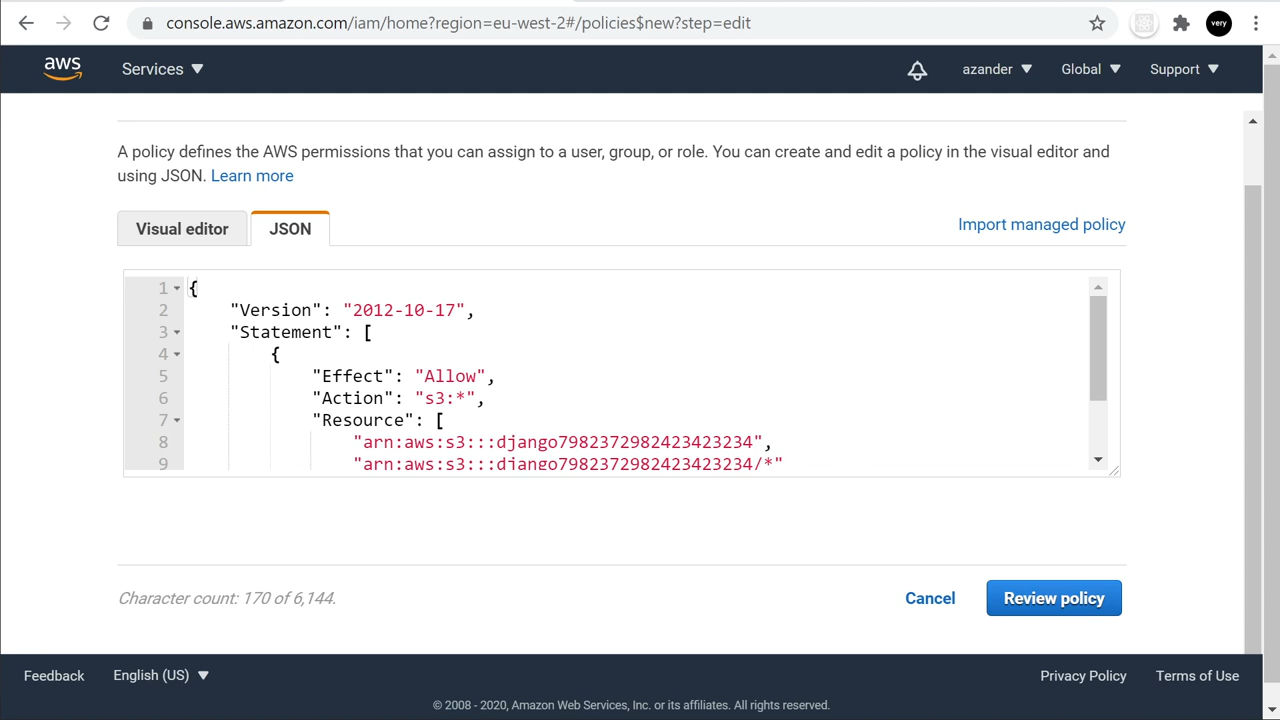 console.aws.amazon.com/iam/home?region=eu-west-2#/policies$new?step=edit
very
aws
Services
azander
Global
Support
A policy defines the AWS permissions that you can assign to a user, group, or role. You can create and edit a policy in the visual editor and
using JSON. Learn more
Visual editor
JSON
Import managed policy
1 {
2 "Version": "2012-10-17",
3 "Statement": [
4 {
5 "Effect": "Allow",
6 "Action": "s3:*",
7 "Resource": [
8 "arn:aws:s3:::django7982372982423423234",
9 "arn:aws:s3:::django7982372982423423234/*"
Character count: 170 of 6,144.
Cancel
Review policy
Feedback
English (US)
Privacy Policy
Terms of Use
© 2008 - 2020, Amazon Web Services, Inc. or its affiliates. All rights reserved.